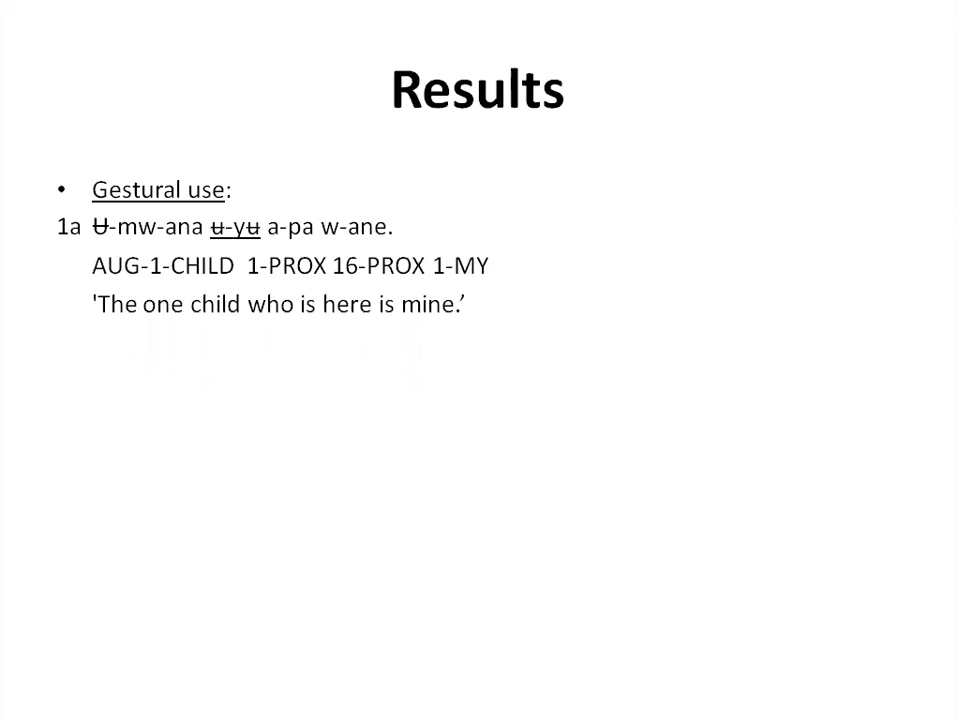 Results
• Gestural use:
1a Ʉ-mw-ana ʉ-yʉ a-pa w-ane.
AUG-1-CHILD 1-PROX 16-PROX 1-MY
'The one child who is here is mine.’